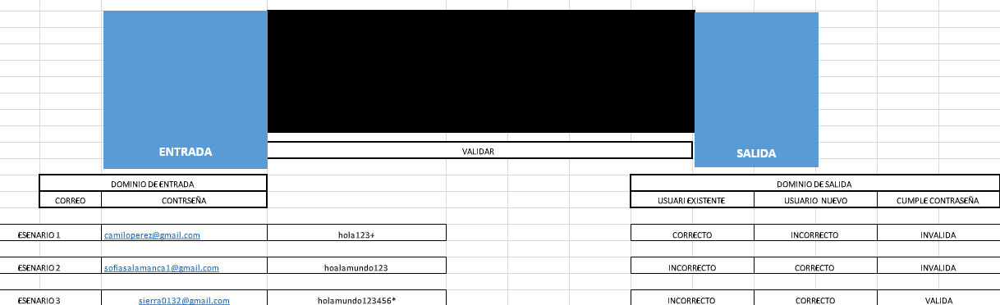 ENTRADA
VALIDAR
SALIDA
DOMINIO DE ENTRADA
DOMINIO DE SALIDA
CORREO CONTRSEÑA
USUARI EXISTENTE USUARIO NUEVO CUMPLE CONTRASEÑA
ESENARIO 1 camiloperez@gmail.com hola123+ CORRECTO INCORRECTO INVALIDA
ESENARIO 2 sofiasalamanca1@gmail.com hoalamundo123 INCORRECTO CORRECTO INVALIDA
ESENARIO 3 sierra0132@gmail.com holamundo123456* INCORRECTO CORRECTO VALIDA